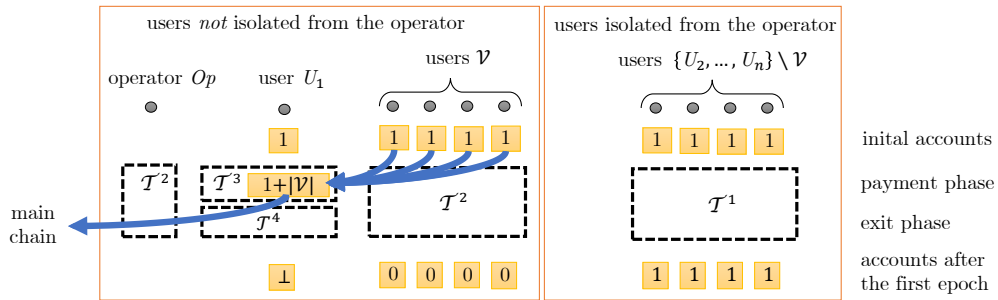 users not isolated from the operator
users isolated from the operator
users 𝒱
operator Op
user U₁
users {U₂, …, Uₙ} \ 𝒱
1
1 1 1 1
1 1 1 1
inital accounts
𝒯²
𝒯³
1+|𝒱|
𝒯²
𝒯¹
payment phase
main
chain
𝒯⁴
exit phase
⊥
0 0 0 0
1 1 1 1
accounts after
the first epoch